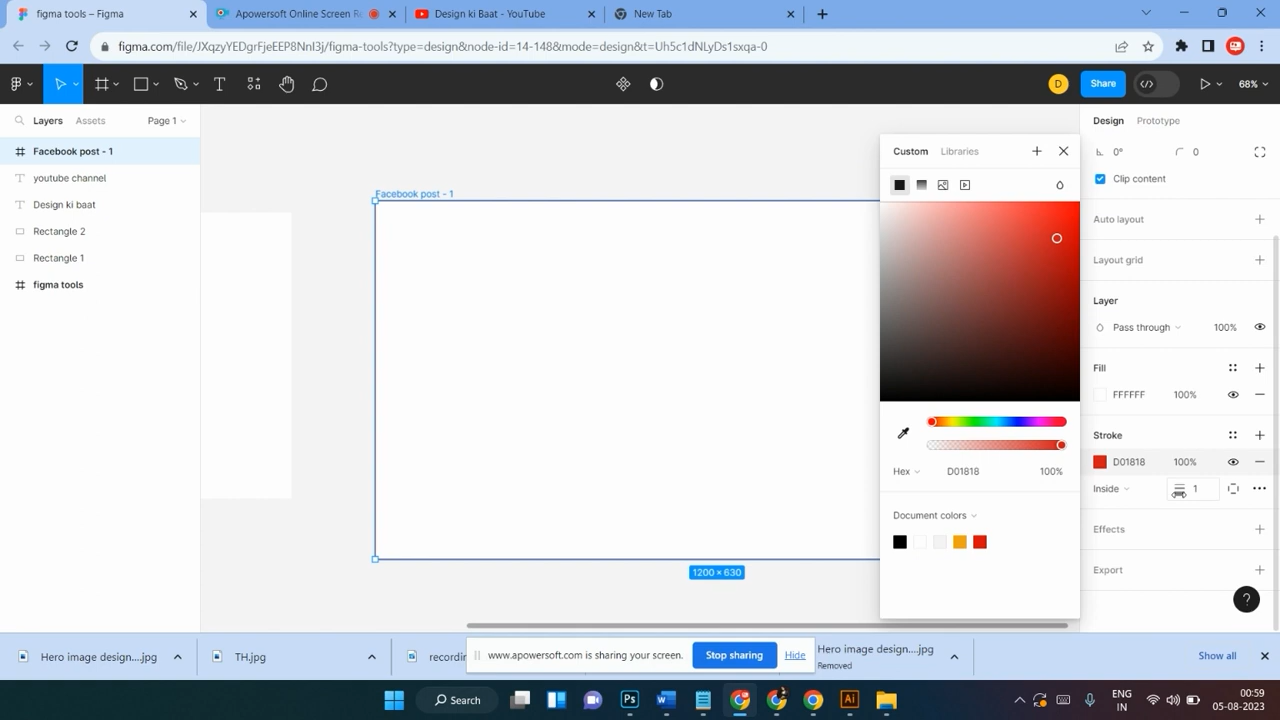 figma tools – Figma
Apowersoft Online Screen Re
Design ki Baat - YouTube
New Tab
figma.com/file/JXqzyYEDgrFjeEEP8NnI3j/figma-tools?type=design&node-id=14-148&mode=design&t=Uh5c1dNLyDs1sxqa-0
D
Share
68%
Layers
Assets
Page 1
Facebook post - 1
youtube channel
Design ki baat
Rectangle 2
Rectangle 1
figma tools
Facebook post - 1
1200 × 630
Custom
Libraries
Hex
D01818
100%
Document colors
Design
Prototype
0°
0
Clip content
Auto layout
Layout grid
Layer
Pass through
100%
Fill
FFFFFF
100%
Stroke
D01818
100%
Inside
1
Effects
Export
?
Hero image design....jpg
TH.jpg
recording
www.apowersoft.com is sharing your screen.
Stop sharing
Hide
Hero image design....jpg
Removed
Show all
Search
Ps
Ai
ENG
IN
00:59
05-08-2023